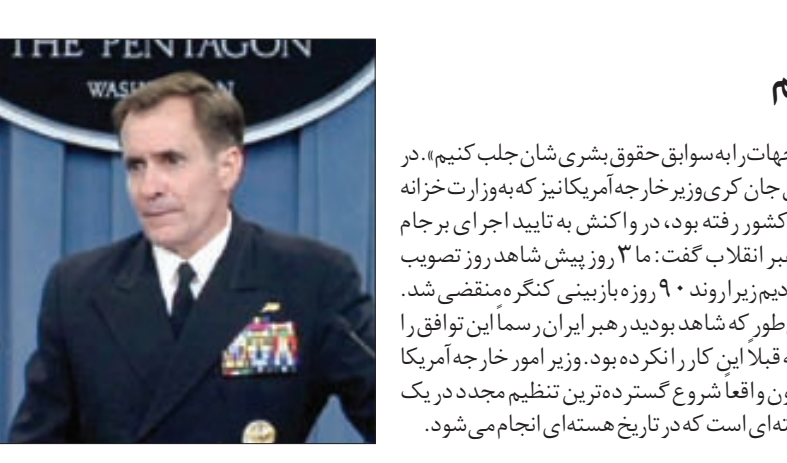 THE PENTAGON
WASH N
م
جهات را به سوابق حقوق بشری شان جلب کنیم». در
جان کری وزیر خارجه آمریکا نیز که به وزارت خزانه
کشور رفته بود، در واکنش به تایید اجرای برجام
بر انقلاب گفت: ما ۳ روز پیش شاهد روز تصویب
دیم زیرا روند ۹۰ روزه بازبینی کنگره منقضی شد.
طور که شاهد بودید رهبر ایران رسماً این توافق را
ه قبلاً این کار را نکرده بود. وزیر امور خارجه آمریکا
ون واقعاً شروع گسترده‌ترین تنظیم مجدد در یک
ته‌ای است که در تاریخ هسته‌ای انجام می‌شود.